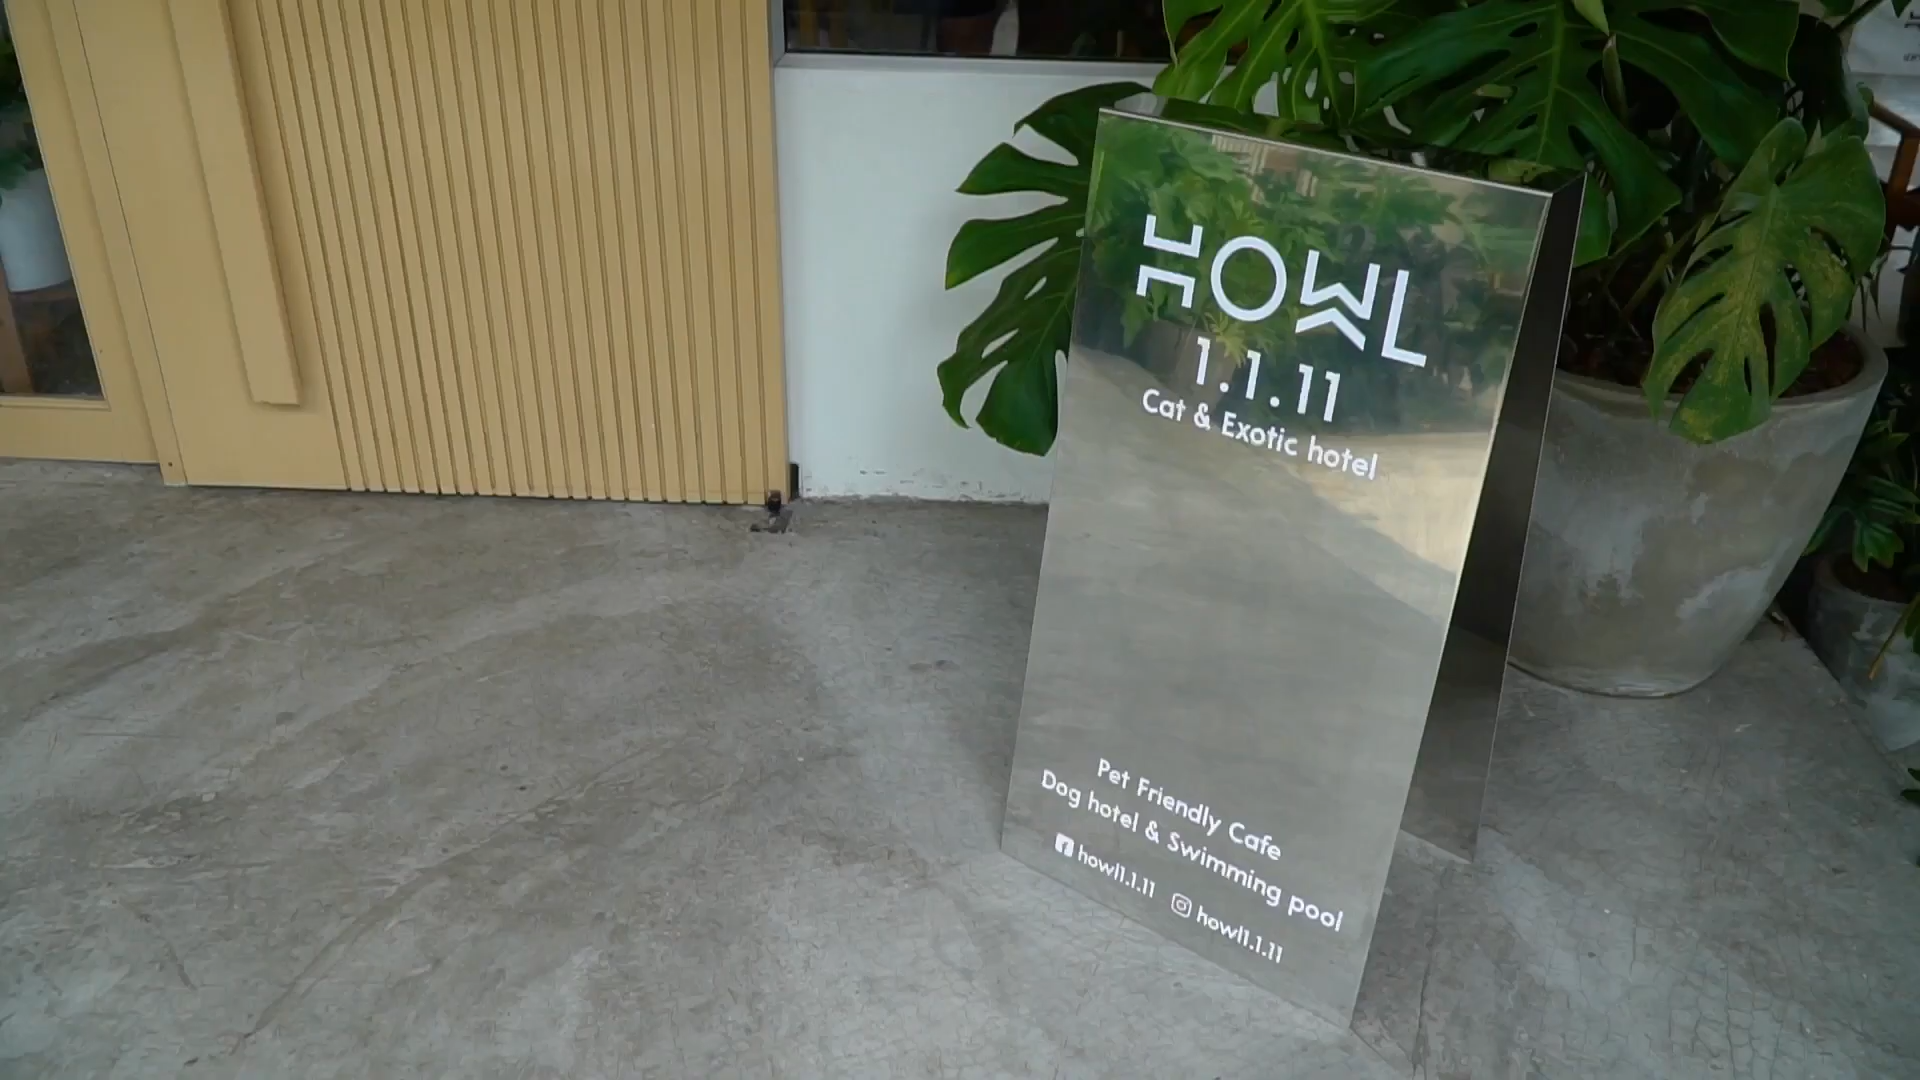 HOWL
1.1.11
Cat & Exotic hotel
Pet Friendly Cafe
Dog hotel & Swimming pool
howl1.1.11 howl1.1.11